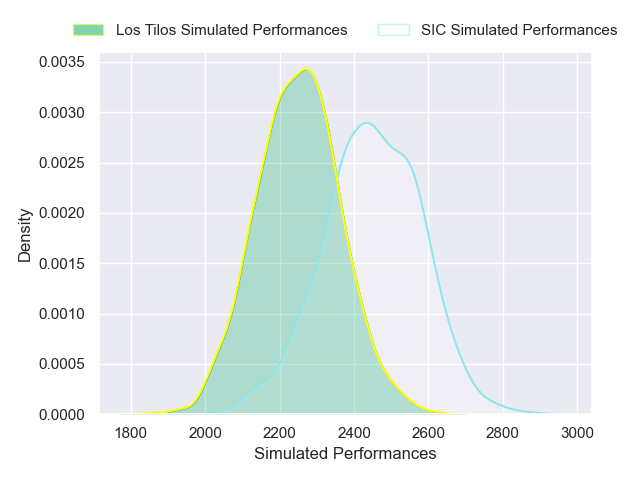 Los Tilos Simulated Performances SIC Simulated Performances
0.0035
0.0030
0.0025
0.0020
0.0015
0.0010
0.0005
0.0000
Density
1800 2000 2200 2400 2600 2800 3000
Simulated Performances